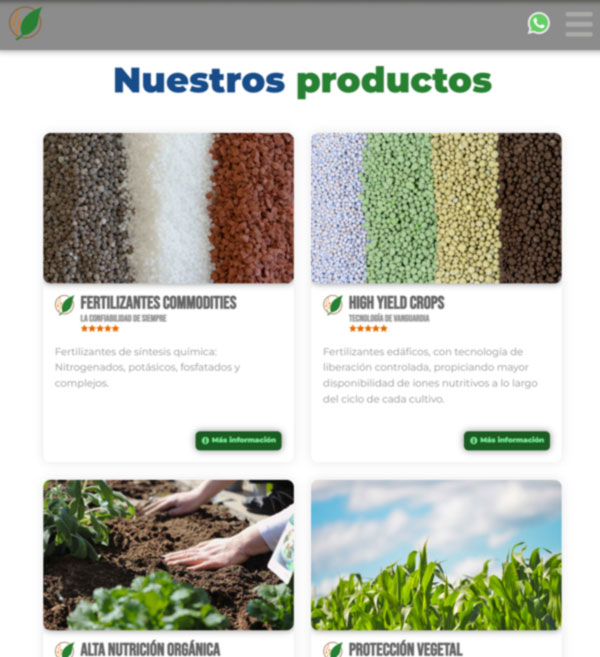 Nuestros productos
FERTILIZANTES COMMODITIES
LA CONFIABILIDAD DE SIEMPRE
Fertilizantes de síntesis química:
Nitrogenados, potásicos, fosfatados y
complejos.
Más información
HIGH YIELD CROPS
TECNOLOGÍA DE VANGUARDIA
Fertilizantes edáficos, con tecnología de
liberación controlada, propiciando mayor
disponibilidad de iones nutritivos a lo largo
del ciclo de cada cultivo.
Más información
ALTA NUTRICIÓN ORGÁNICA
PROTECCIÓN VEGETAL